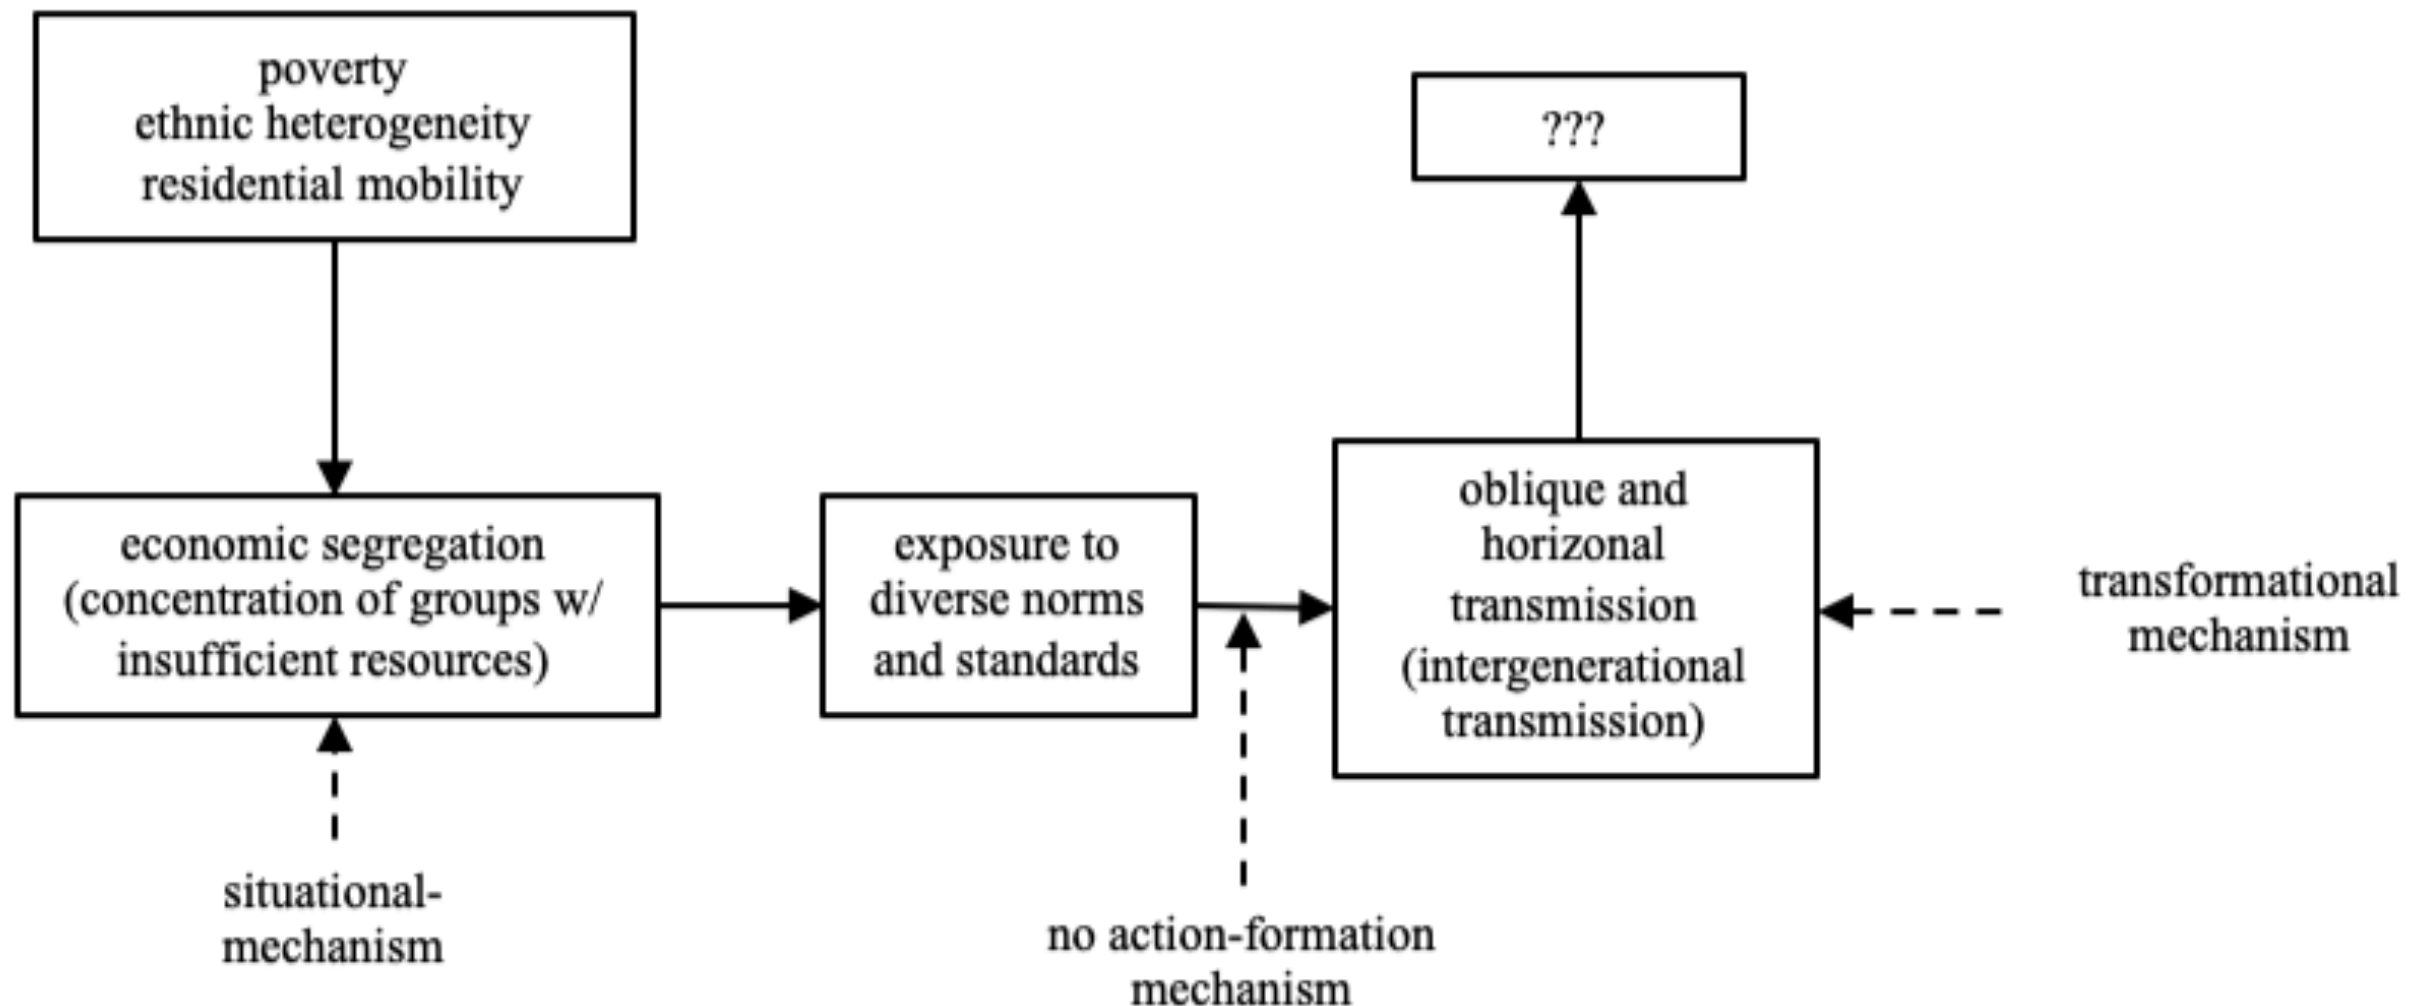 poverty
ethnic heterogeneity
residential mobility
???
economic segregation
(concentration of groups w/
insufficient resources)
exposure to
diverse norms
and standards
oblique and
horizonal
transmission
(intergenerational
transmission)
transformational
mechanism
situational-
mechanism
no action-formation
mechanism